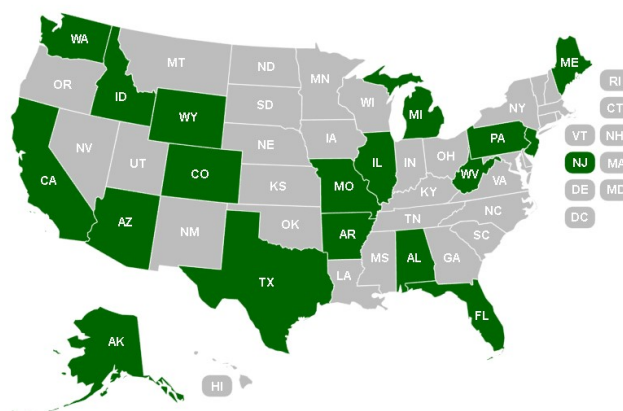 WA
ME
MT
ND
MN
OR
ID
SD
WI
MI
NY
RI
CT
WY
IA
PA
VT
NH
NV
NE
IL
IN
OH
NJ
MA
UT
CO
WV
VA
CA
KS
MO
KY
DE
MD
NC
TN
DC
AZ
NM
OK
AR
SC
MS
AL
GA
LA
TX
FL
AK
HI